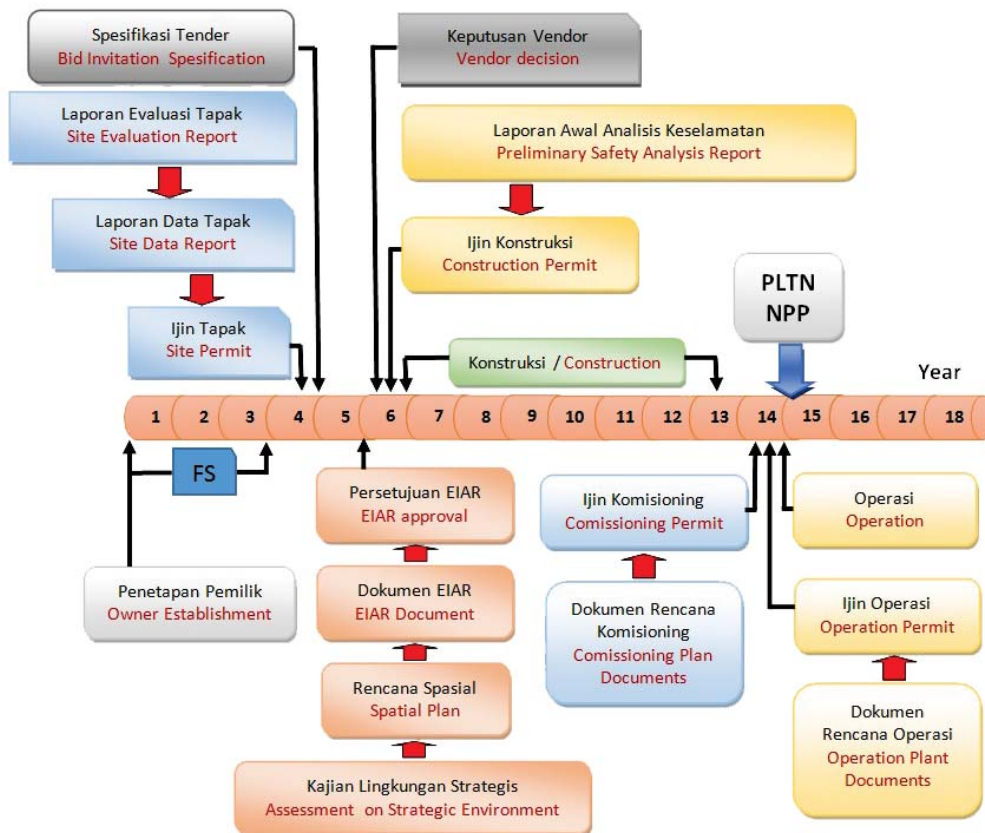 Spesifikasi Tender
Bid Invitation Spesification
Keputusan Vendor
Vendor decision
Laporan Evaluasi Tapak
Site Evaluation Report
Laporan Awal Analisis Keselamatan
Preliminary Safety Analysis Report
Laporan Data Tapak
Site Data Report
Ijin Konstruksi
Construction Permit
PLTN
NPP
Ijin Tapak
Site Permit
Konstruksi / Construction
Year
1 2 3 4 5 6 7 8 9 10 11 12 13 14 15 16 17 18
FS
Persetujuan EIAR
EIAR approval
Ijin Komisioning
Comissioning Permit
Operasi
Operation
Penetapan Pemilik
Owner Establishment
Dokumen EIAR
EIAR Document
Dokumen Rencana
Komisioning
Comissioning Plan
Documents
Ijin Operasi
Operation Permit
Rencana Spasial
Spatial Plan
Dokumen
Rencana Operasi
Operation Plant
Documents
Kajian Lingkungan Strategis
Assessment on Strategic Environment